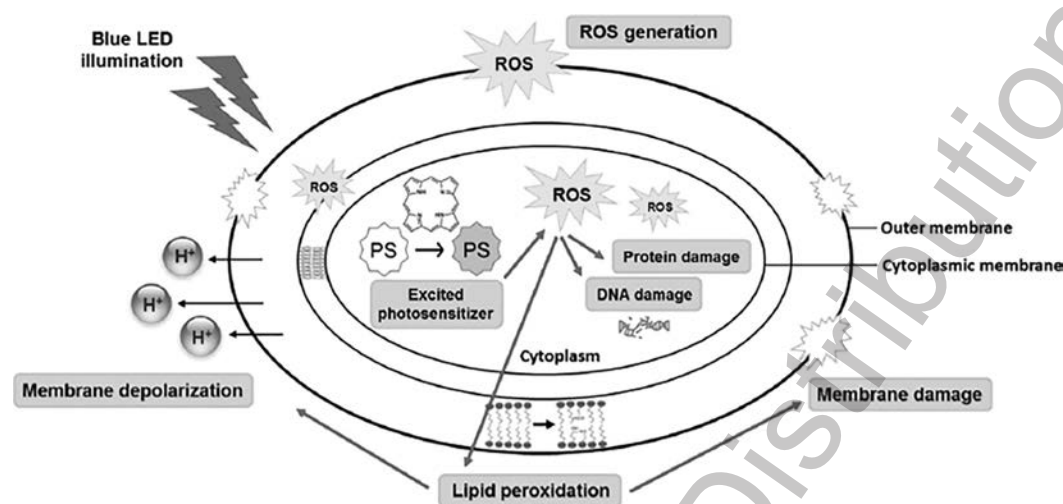 Blue LED
illumination
ROS generation
ROS
ROS
ROS
ROS
PS
PS
Outer membrane
Cytoplasmic membrane
Protein damage
Excited
photosensitizer
DNA damage
H+
H+
H+
Cytoplasm
Membrane depolarization
Membrane damage
Lipid peroxidation
Distribution